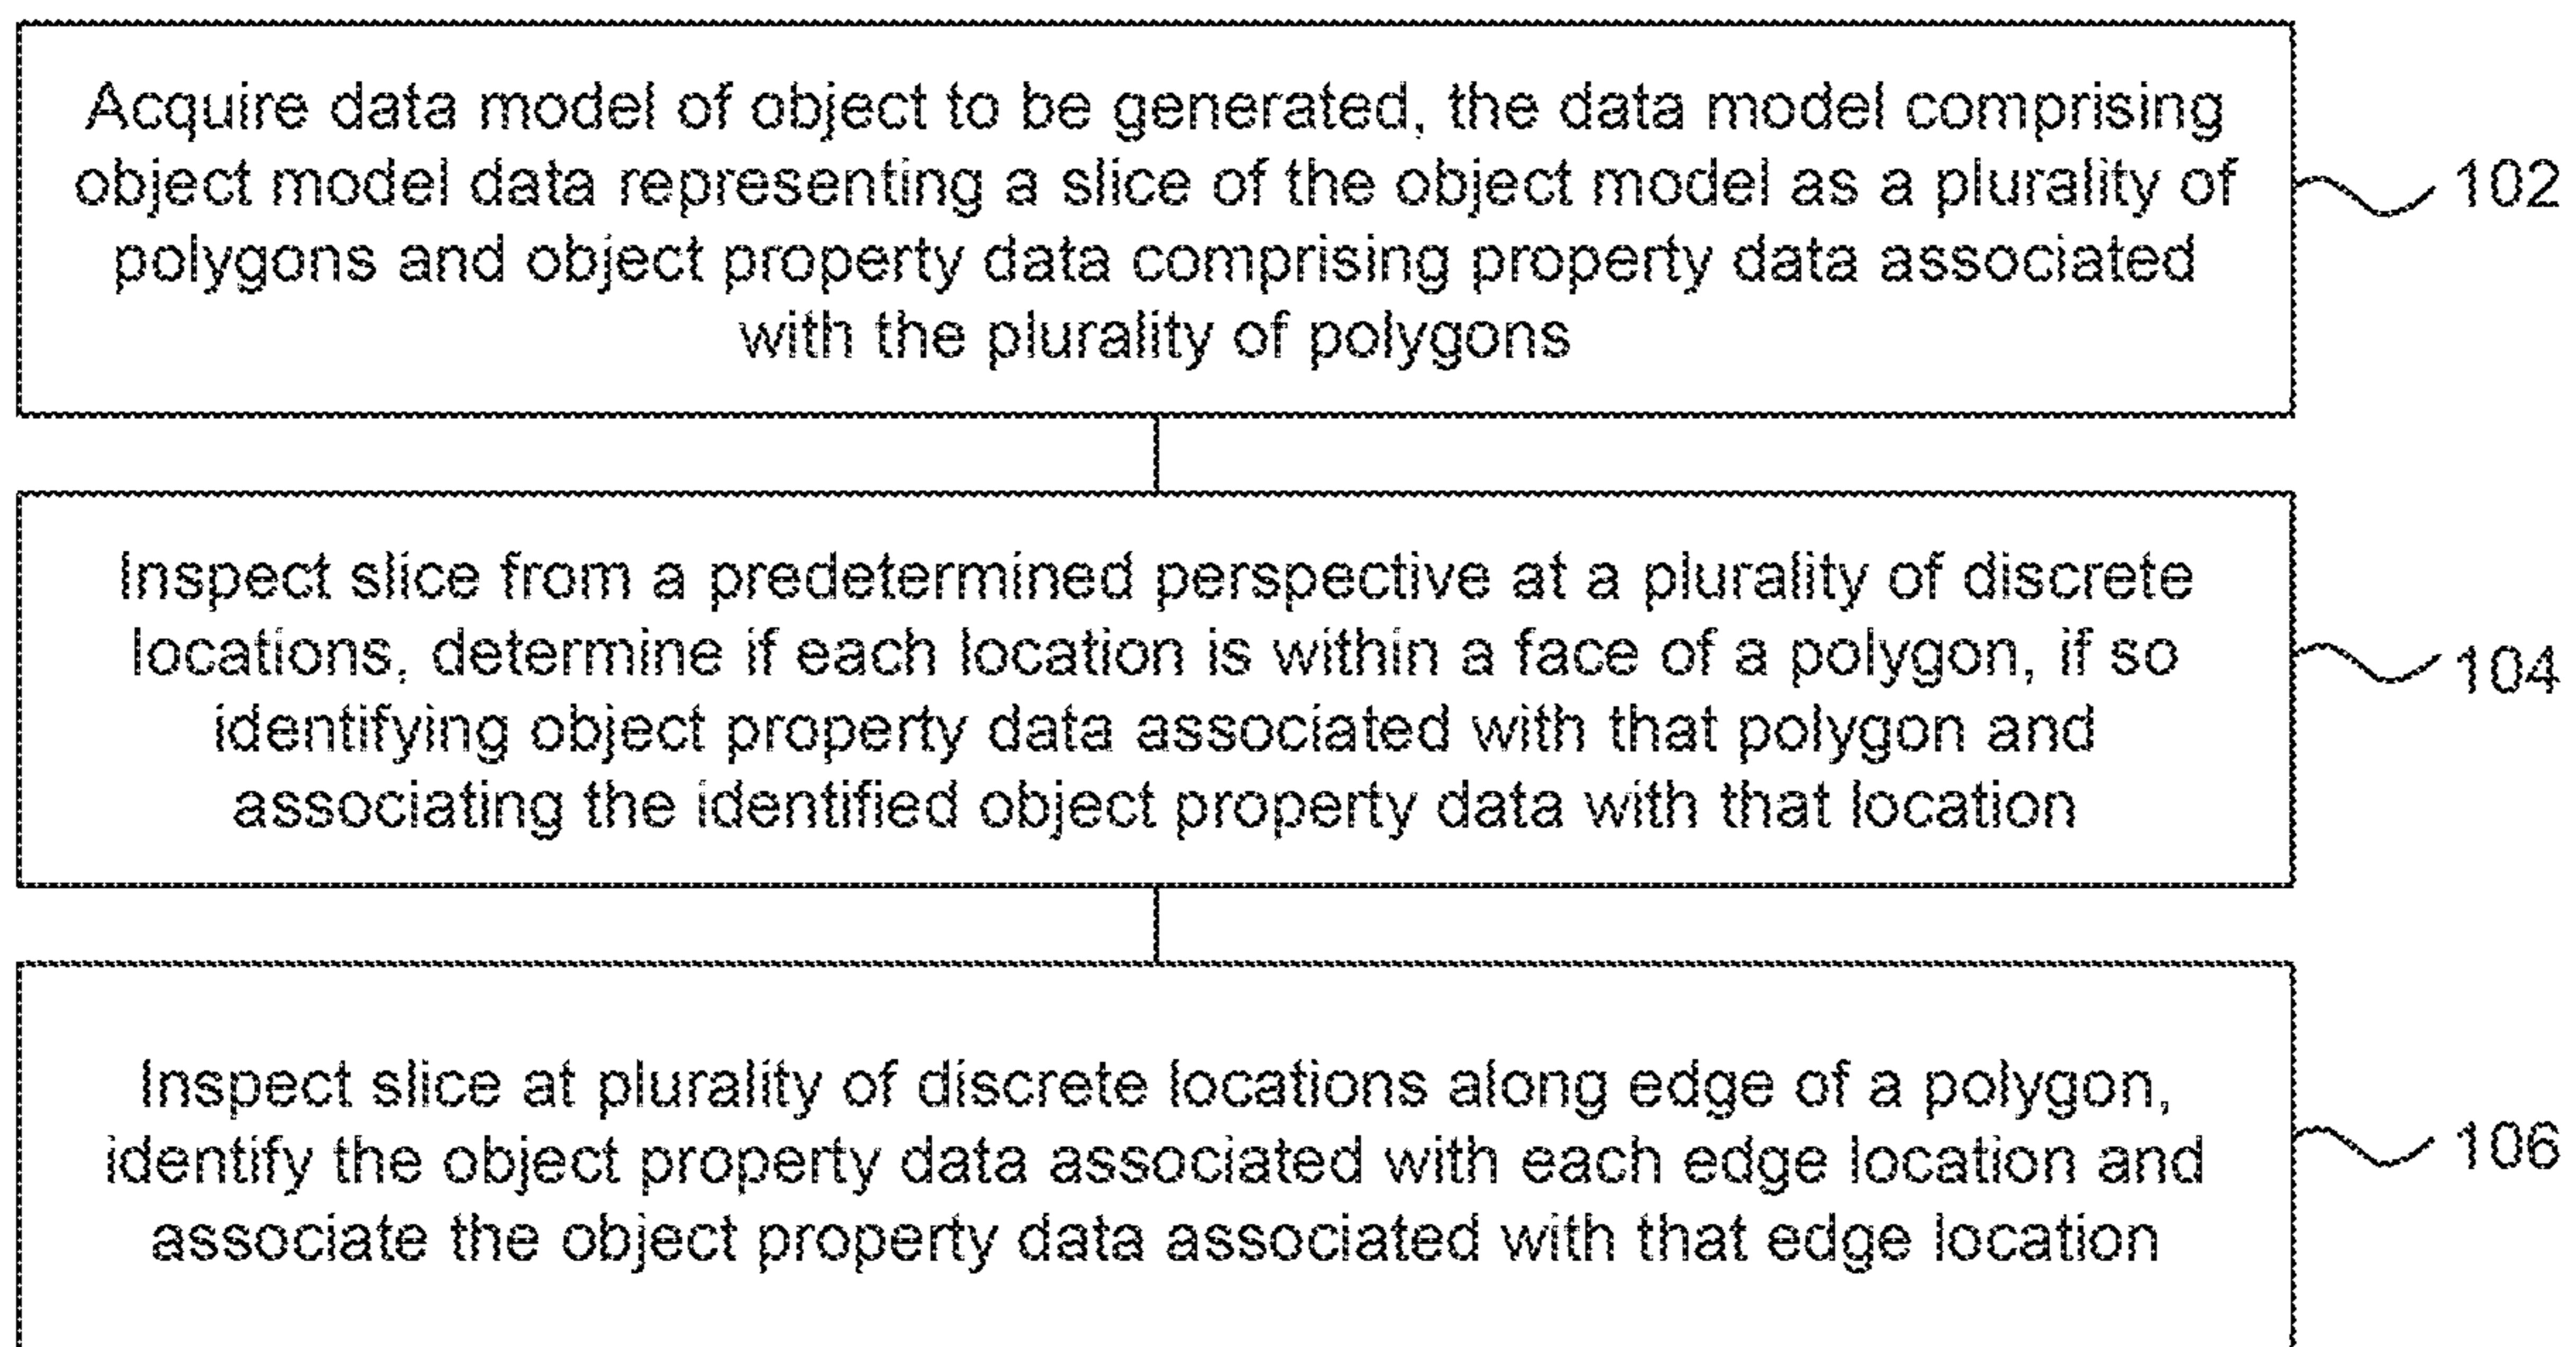 Acquire data model of object to be generated, the data model comprising
object model data representing a slice of the object model as a plurality of
polygons and object property data comprising property data associated
with the plurality of polygons
102
Inspect slice from a predetermined perspective at a plurality of discrete
locations, determine if each location is within a face of a polygon, if so
identifying object property data associated with that polygon and
associating the identified object property data with that location
104
Inspect slice at plurality of discrete locations along edge of a polygon,
identify the object property data associated with each edge location and
associate the object property data associated with that edge location
106